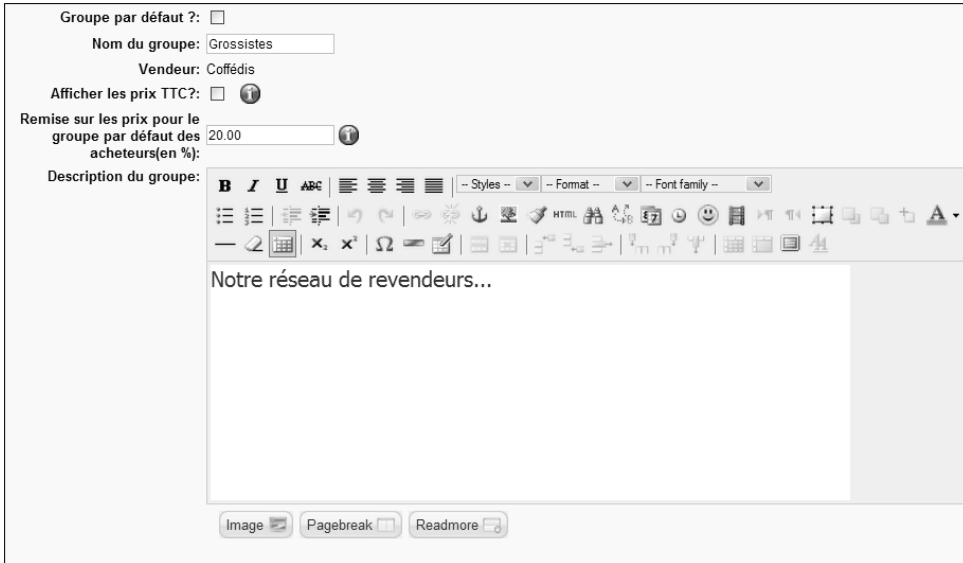 Groupe par défaut ?:
Nom du groupe: Grossistes
Vendeur: Coffédis
Afficher les prix TTC?:
Remise sur les prix pour le
groupe par défaut des 20.00
acheteurs(en %):
Description du groupe:
B I U ABC -- Styles -- -- Format -- -- Font family --
HTML A
X₂ X² Ω
Notre réseau de revendeurs...
Image Pagebreak Readmore